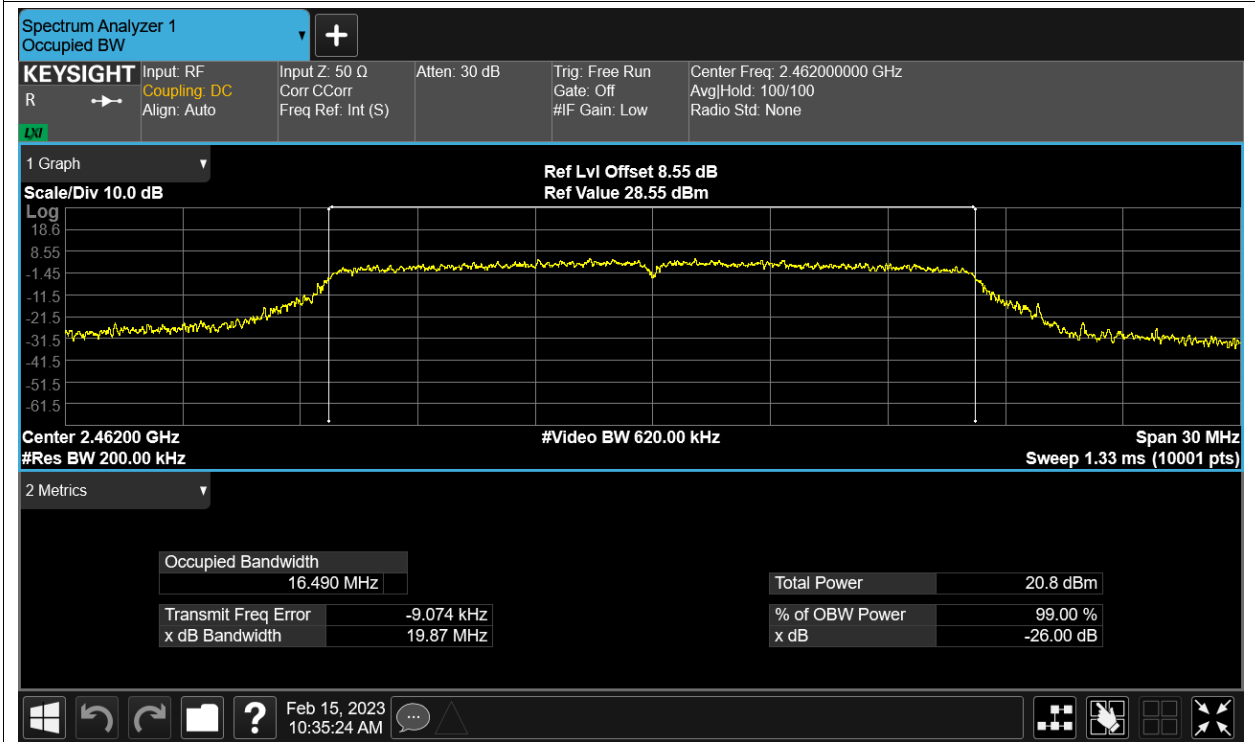 Spectrum Analyzer 1
Occupied BW
▼
+
KEYSIGHT
R
LXI
Input: RF
Coupling: DC
Align: Auto
Input Z: 50 Ω
Corr CCorr
Freq Ref: Int (S)
Atten: 30 dB
Trig: Free Run
Gate: Off
#IF Gain: Low
Center Freq: 2.462000000 GHz
Avg|Hold: 100/100
Radio Std: None
1 Graph ▼
Scale/Div 10.0 dB
Ref Lvl Offset 8.55 dB
Ref Value 28.55 dBm
Log
18.6
8.55
-1.45
-11.5
-21.5
-31.5
-41.5
-51.5
-61.5
Center 2.46200 GHz
#Res BW 200.00 kHz
#Video BW 620.00 kHz
Span 30 MHz
Sweep 1.33 ms (10001 pts)
2 Metrics ▼
Occupied Bandwidth
16.490 MHz
Transmit Freq Error -9.074 kHz
x dB Bandwidth 19.87 MHz
Total Power 20.8 dBm
% of OBW Power 99.00 %
x dB -26.00 dB
?
Feb 15, 2023
10:35:24 AM